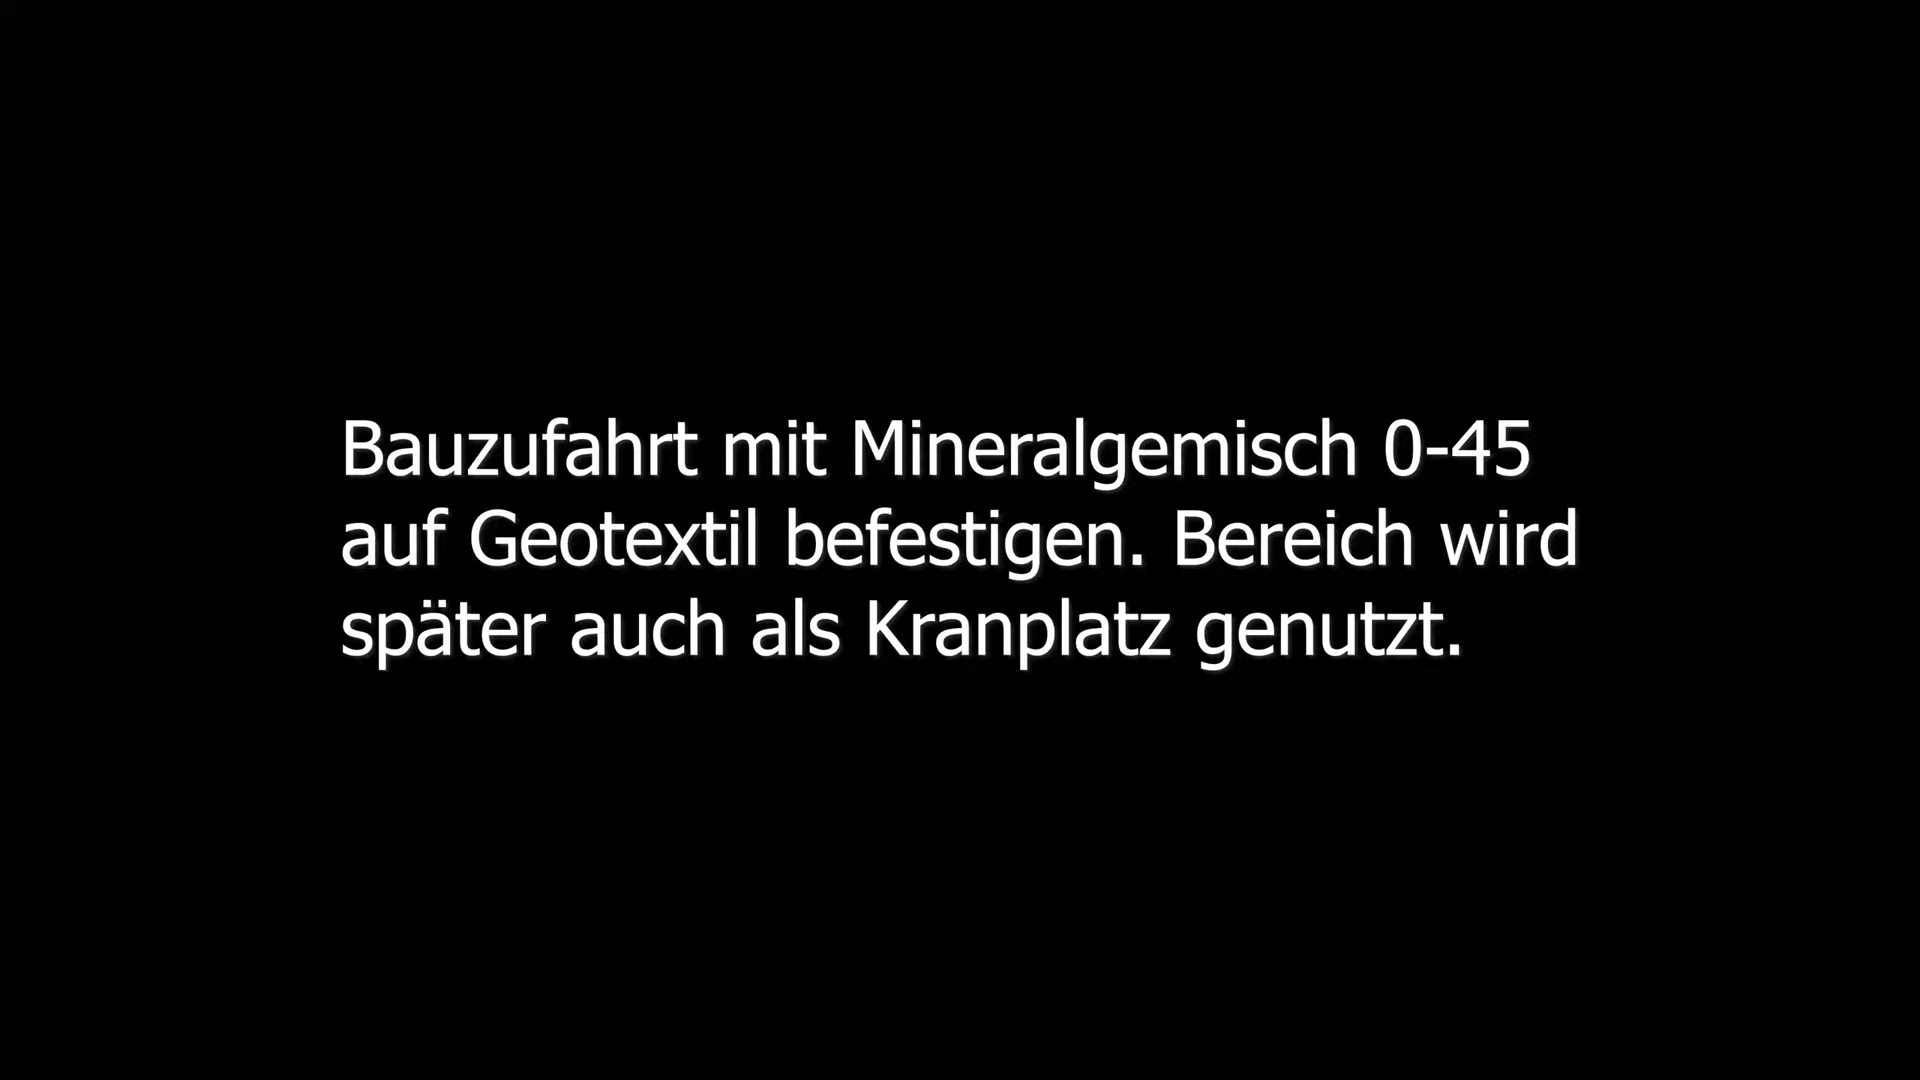 Bauzufahrt mit Mineralgemisch 0-45
auf Geotextil befestigen. Bereich wird
später auch als Kranplatz genutzt.